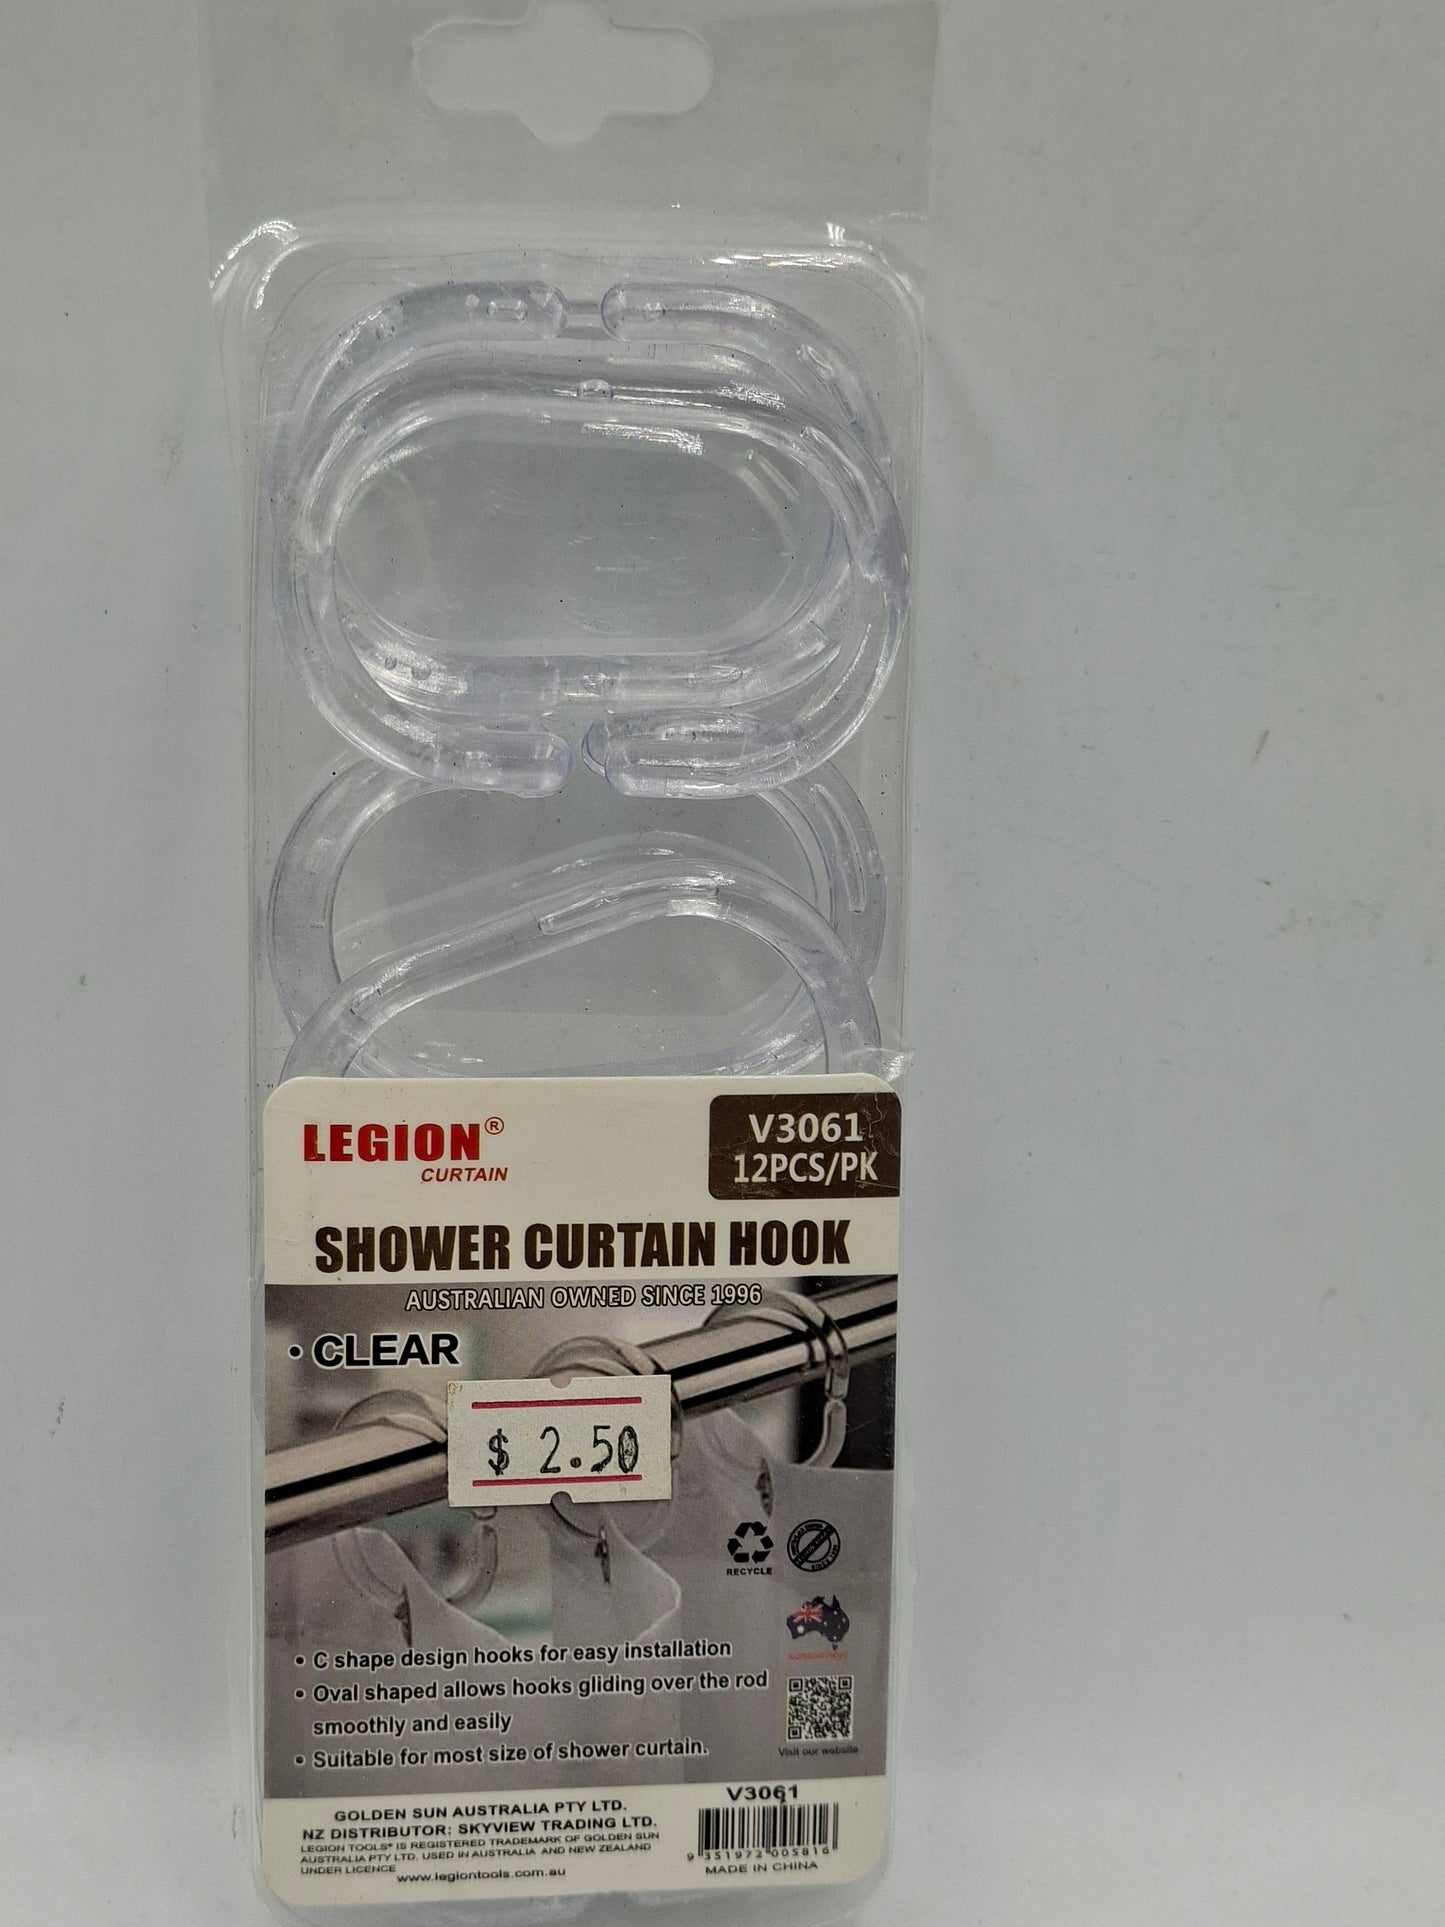 LEGION®
CURTAIN
V3061
12PCS/PK
SHOWER CURTAIN HOOK
AUSTRALIAN OWNED SINCE 1996
• CLEAR
$ 2.50
RECYCLE
• C shape design hooks for easy installation
• Oval shaped allows hooks gliding over the rod
smoothly and easily
• Suitable for most size of shower curtain.
Visit our website
GOLDEN SUN AUSTRALIA PTY LTD.
NZ DISTRIBUTOR: SKYVIEW TRADING LTD.
LEGION TOOLS® IS REGISTERED TRADEMARK OF GOLDEN SUN
AUSTRALIA PTY LTD. USED IN AUSTRALIA AND NEW ZEALAND
UNDER LICENCE
www.legiontools.com.au
V3061
9 351972 005816
MADE IN CHINA